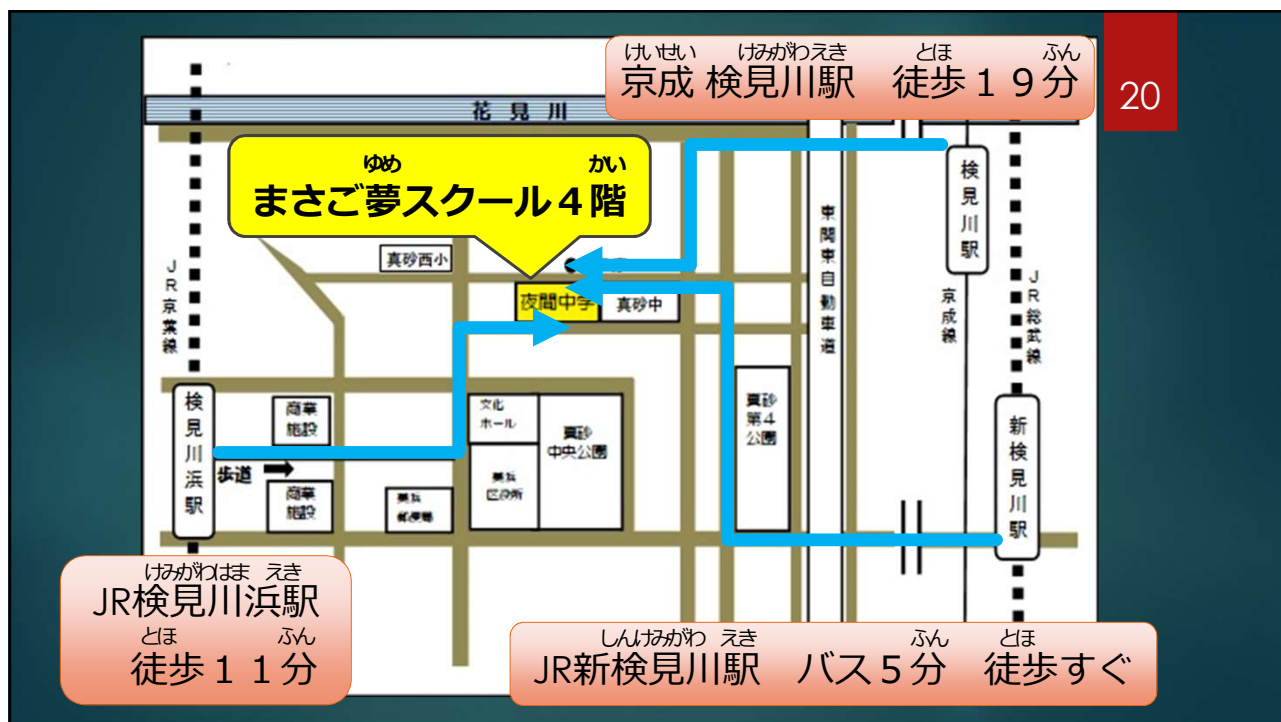 けいせい けみがわえき とほ ふん
京成 検見川駅 徒歩１９分
20
花見川
ゆめ かい
まさご夢スクール４階
検見川駅
東関東自動車道
真砂西小
JR京葉線
夜間中学
真砂中
京成線
JR総武線
検見川浜駅
商業
施設
文化
ホール
真砂
中央公園
真砂
第４
公園
新検見川駅
歩道
商業
施設
美浜
郵便局
美浜
区役所
けみがわはま えき
JR検見川浜駅
とほ ふん
徒歩１１分
しんけみがわ えき ふん とほ
JR新検見川駅 バス５分 徒歩すぐ